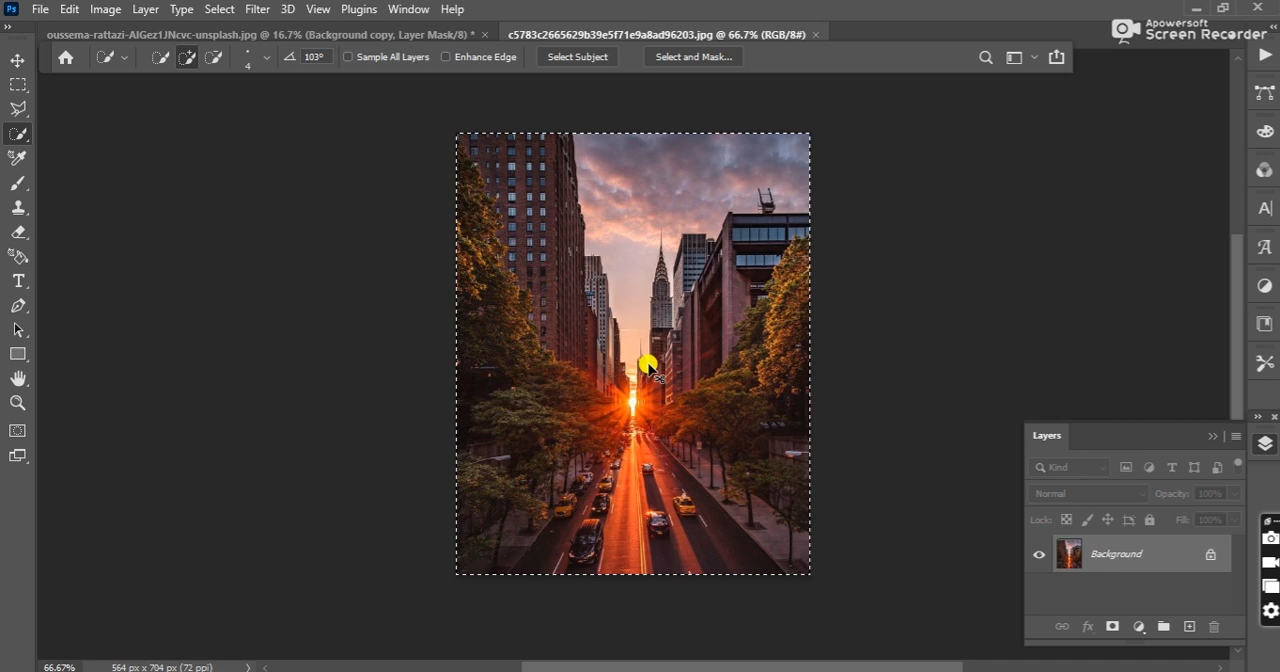 Ps File Edit Image Layer Type Select Filter 3D View Plugins Window Help
oussema-rattazi-AIGez1JNcvc-unsplash.jpg @ 16.7% (Background copy, Layer Mask/8) * ×
c5783c2665629b39e5f71e9a8ad96203.jpg @ 66.7% (RGB/8#) ×
Apowersoft
Screen Recorder
4
103°
Sample All Layers
Enhance Edge
Select Subject
Select and Mask...
Layers
Kind
Normal
Opacity: 100%
Lock:
Fill: 100%
Background
66.67% 564 px x 704 px (72 ppi)